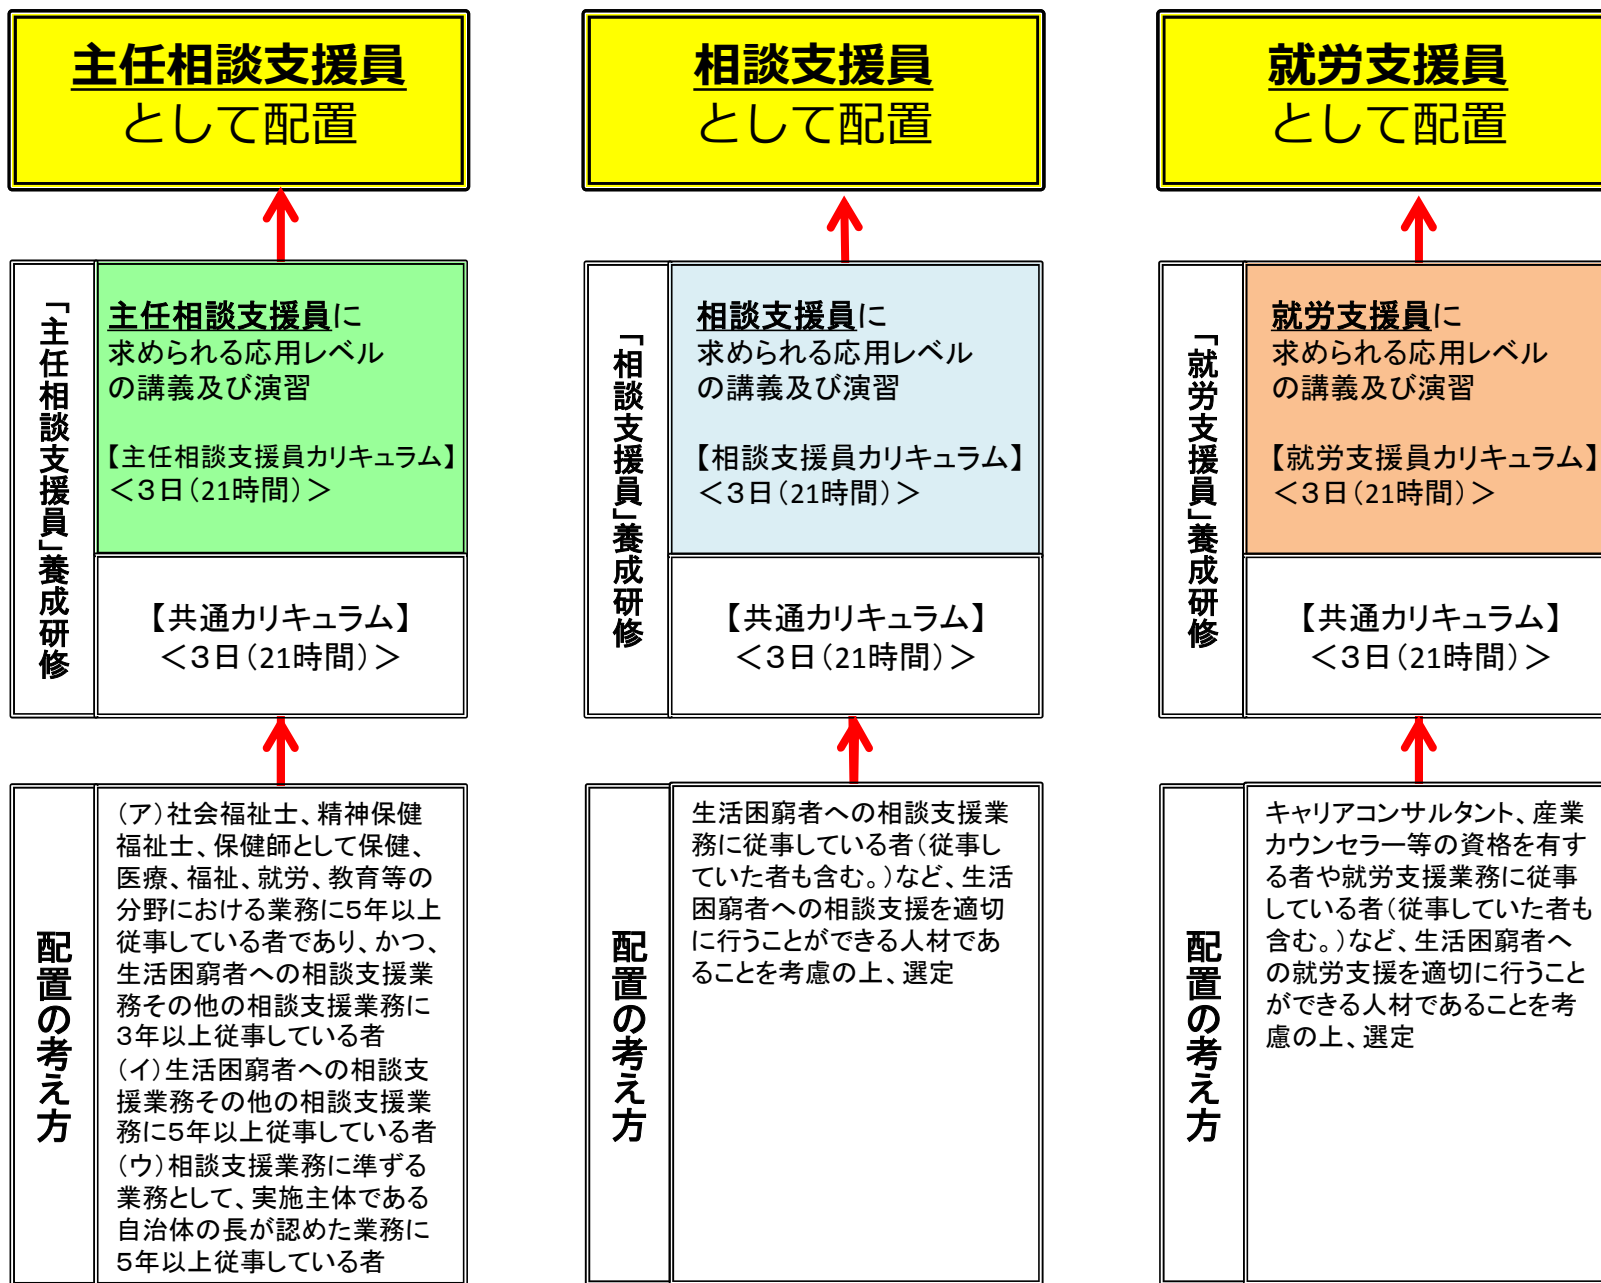 主任相談支援員
として配置
「主任相談支援員」養成研修
主任相談支援員に
求められる応用レベル
の講義及び演習
【主任相談支援員カリキュラム】
＜３日（21時間）＞
【共通カリキュラム】
＜３日（21時間）＞
配置の考え方
（ア）社会福祉士、精神保健
福祉士、保健師として保健、
医療、福祉、就労、教育等の
分野における業務に５年以上
従事している者であり、かつ、
生活困窮者への相談支援業
務その他の相談支援業務に
３年以上従事している者
（イ）生活困窮者への相談支
援業務その他の相談支援業
務に５年以上従事している者
（ウ）相談支援業務に準ずる
業務として、実施主体である
自治体の長が認めた業務に
５年以上従事している者
相談支援員
として配置
「相談支援員」養成研修
相談支援員に
求められる応用レベル
の講義及び演習
【相談支援員カリキュラム】
＜３日（21時間）＞
【共通カリキュラム】
＜３日（21時間）＞
配置の考え方
生活困窮者への相談支援業
務に従事している者（従事し
ていた者も含む。）など、生活
困窮者への相談支援を適切
に行うことができる人材であ
ることを考慮の上、選定
就労支援員
として配置
「就労支援員」養成研修
就労支援員に
求められる応用レベル
の講義及び演習
【就労支援員カリキュラム】
＜３日（21時間）＞
【共通カリキュラム】
＜３日（21時間）＞
配置の考え方
キャリアコンサルタント、産業
カウンセラー等の資格を有す
る者や就労支援業務に従事
している者（従事していた者も
含む。）など、生活困窮者へ
の就労支援を適切に行うこと
ができる人材であることを考
慮の上、選定